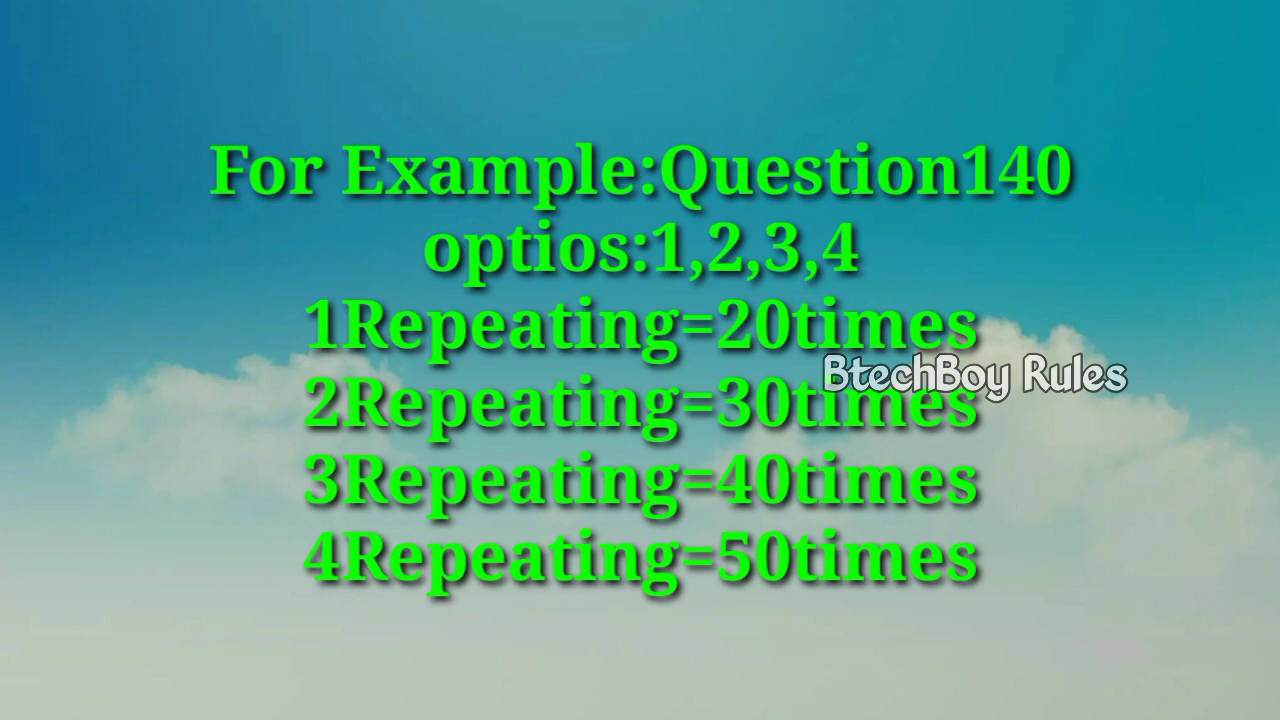 For Example:Question140
optios:1,2,3,4
1Repeating=20times
BtechBoy Rules
2Repeating=30times
3Repeating=40times
4Repeating=50times